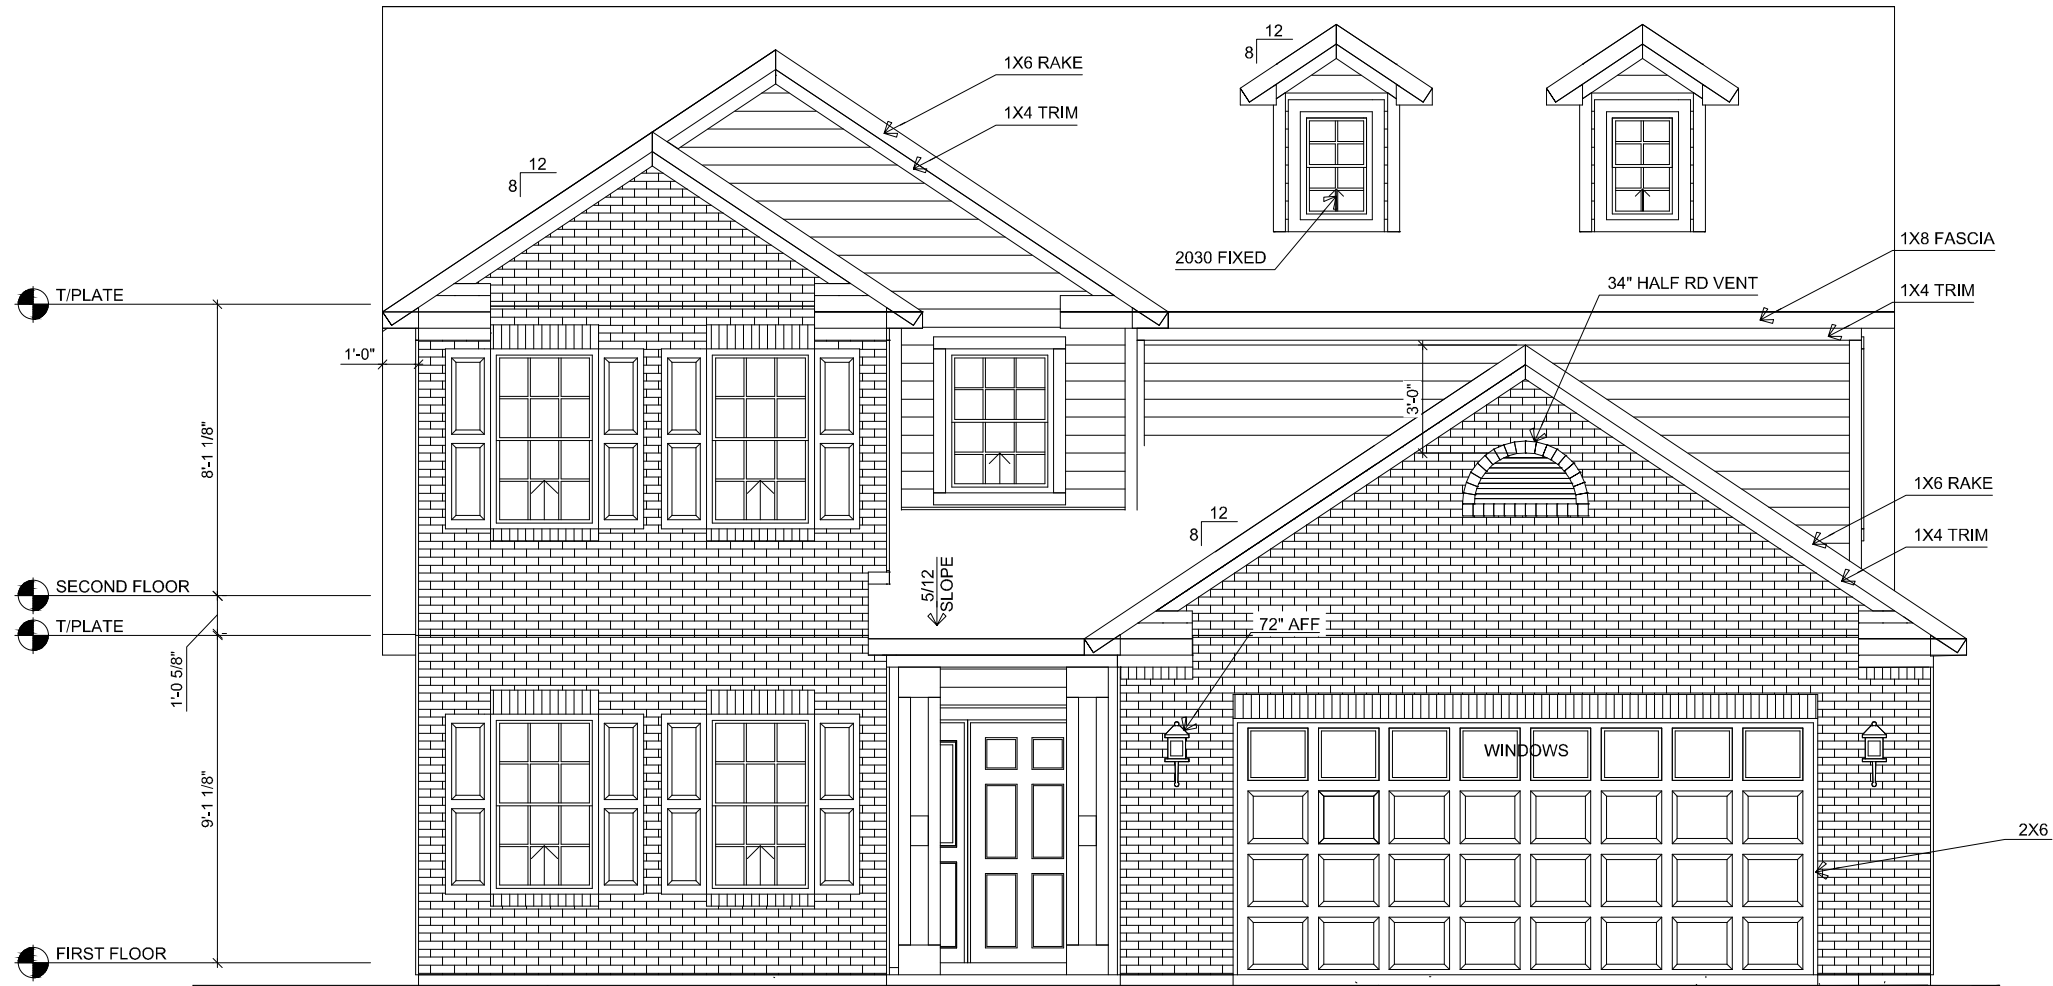 12
8
1X6 RAKE
1X4 TRIM
12
8
2030 FIXED
1X8 FASCIA
34" HALF RD VENT
1X4 TRIM
T/PLATE
1'-0"
3'-0"
8'-1 1/8"
1X6 RAKE
12
8
1X4 TRIM
5/12
SLOPE
SECOND FLOOR
T/PLATE
72" AFF
1'-0 5/8"
WINDOWS
9'-1 1/8"
2X6
FIRST FLOOR